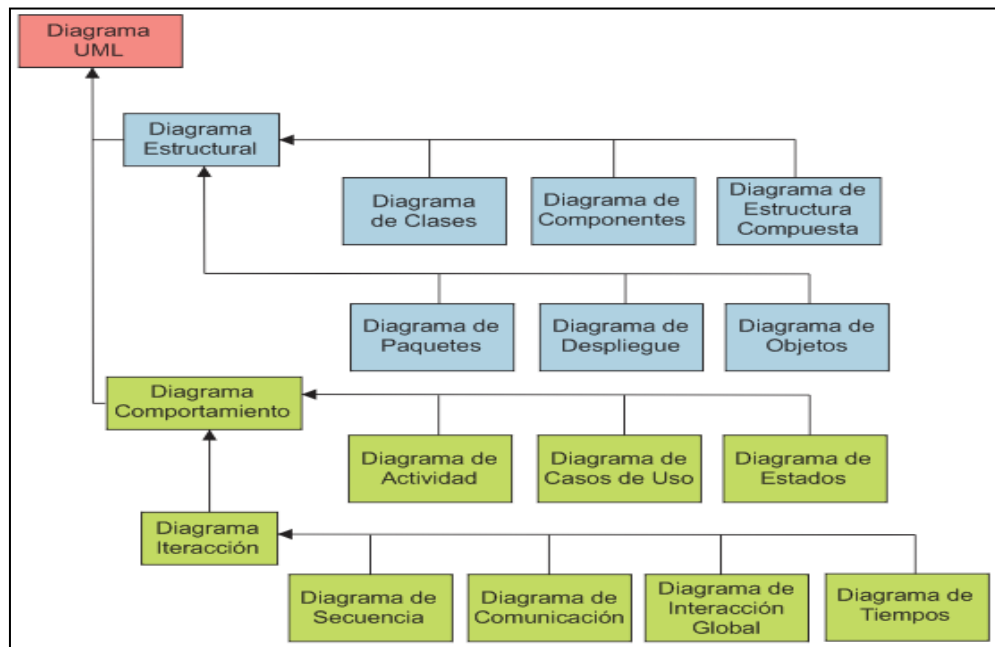 Diagrama
UML
Diagrama
Estructural
Diagrama
de Clases
Diagrama de
Componentes
Diagrama de
Estructura
Compuesta
Diagrama de
Paquetes
Diagrama de
Despliegue
Diagrama de
Objetos
Diagrama
Comportamiento
Diagrama de
Actividad
Diagrama de
Casos de Uso
Diagrama de
Estados
Diagrama
Iteracción
Diagrama de
Secuencia
Diagrama de
Comunicación
Diagrama de
Interacción
Global
Diagrama de
Tiempos